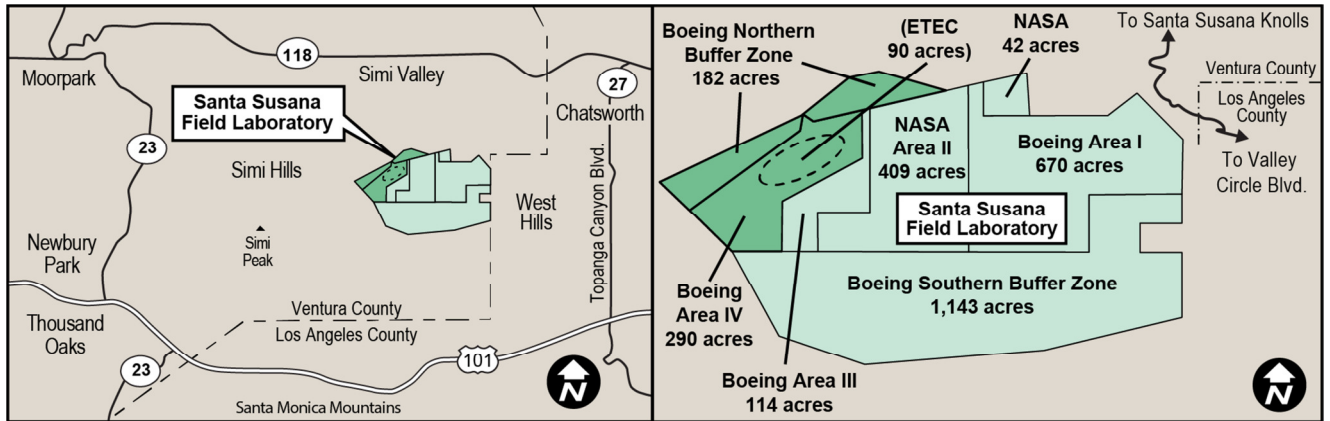 118
Moorpark
Simi Valley
27
Chatsworth
Santa Susana
Field Laboratory
23
Simi Hills
West
Hills
Topanga Canyon Blvd.
Simi
Peak
Newbury
Park
Ventura County
Los Angeles County
Thousand
Oaks
23
101
N
Santa Monica Mountains
Boeing Northern
Buffer Zone
182 acres
(ETEC
90 acres)
NASA
42 acres
To Santa Susana Knolls
Ventura County
Los Angeles
County
To Valley
Circle Blvd.
NASA
Area II
409 acres
Boeing Area I
670 acres
Santa Susana
Field Laboratory
Boeing Southern Buffer Zone
1,143 acres
Boeing
Area IV
290 acres
Boeing Area III
114 acres
N